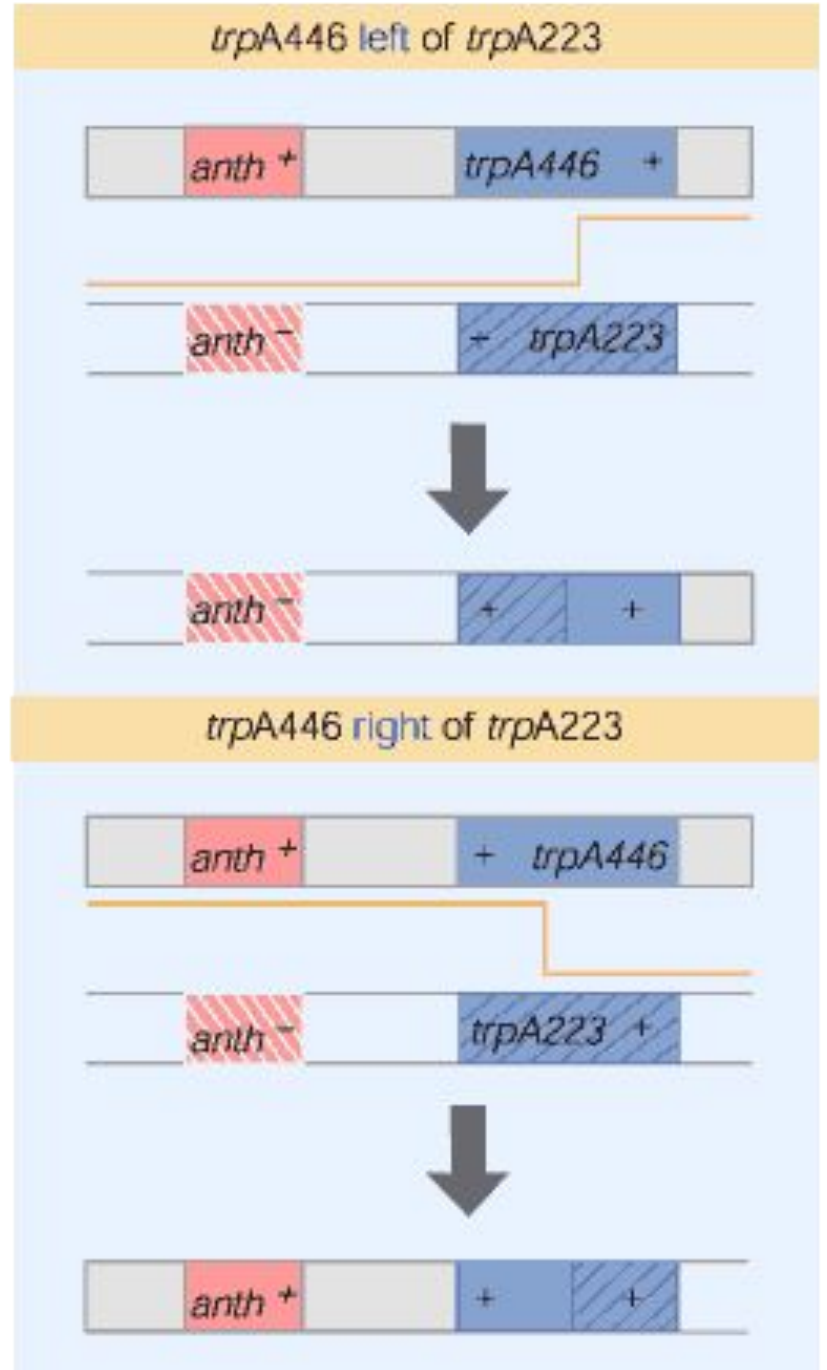 trpA446 left of trpA223
anth + trpA446 +
anth - + trpA223
anth - + +
trpA446 right of trpA223
anth + + trpA446
anth - trpA223 +
anth + + +